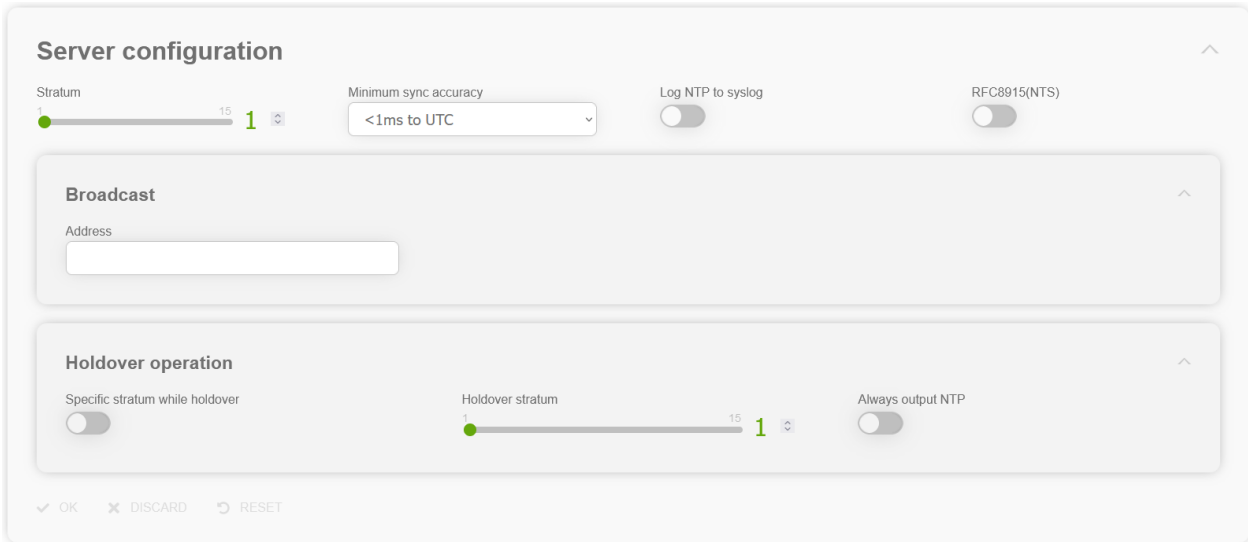 Server configuration
Stratum
Minimum sync accuracy
Log NTP to syslog
RFC8915(NTS)
1 15 1
<1ms to UTC
Broadcast
Address
Holdover operation
Specific stratum while holdover
Holdover stratum
Always output NTP
1 15 1
OK DISCARD RESET